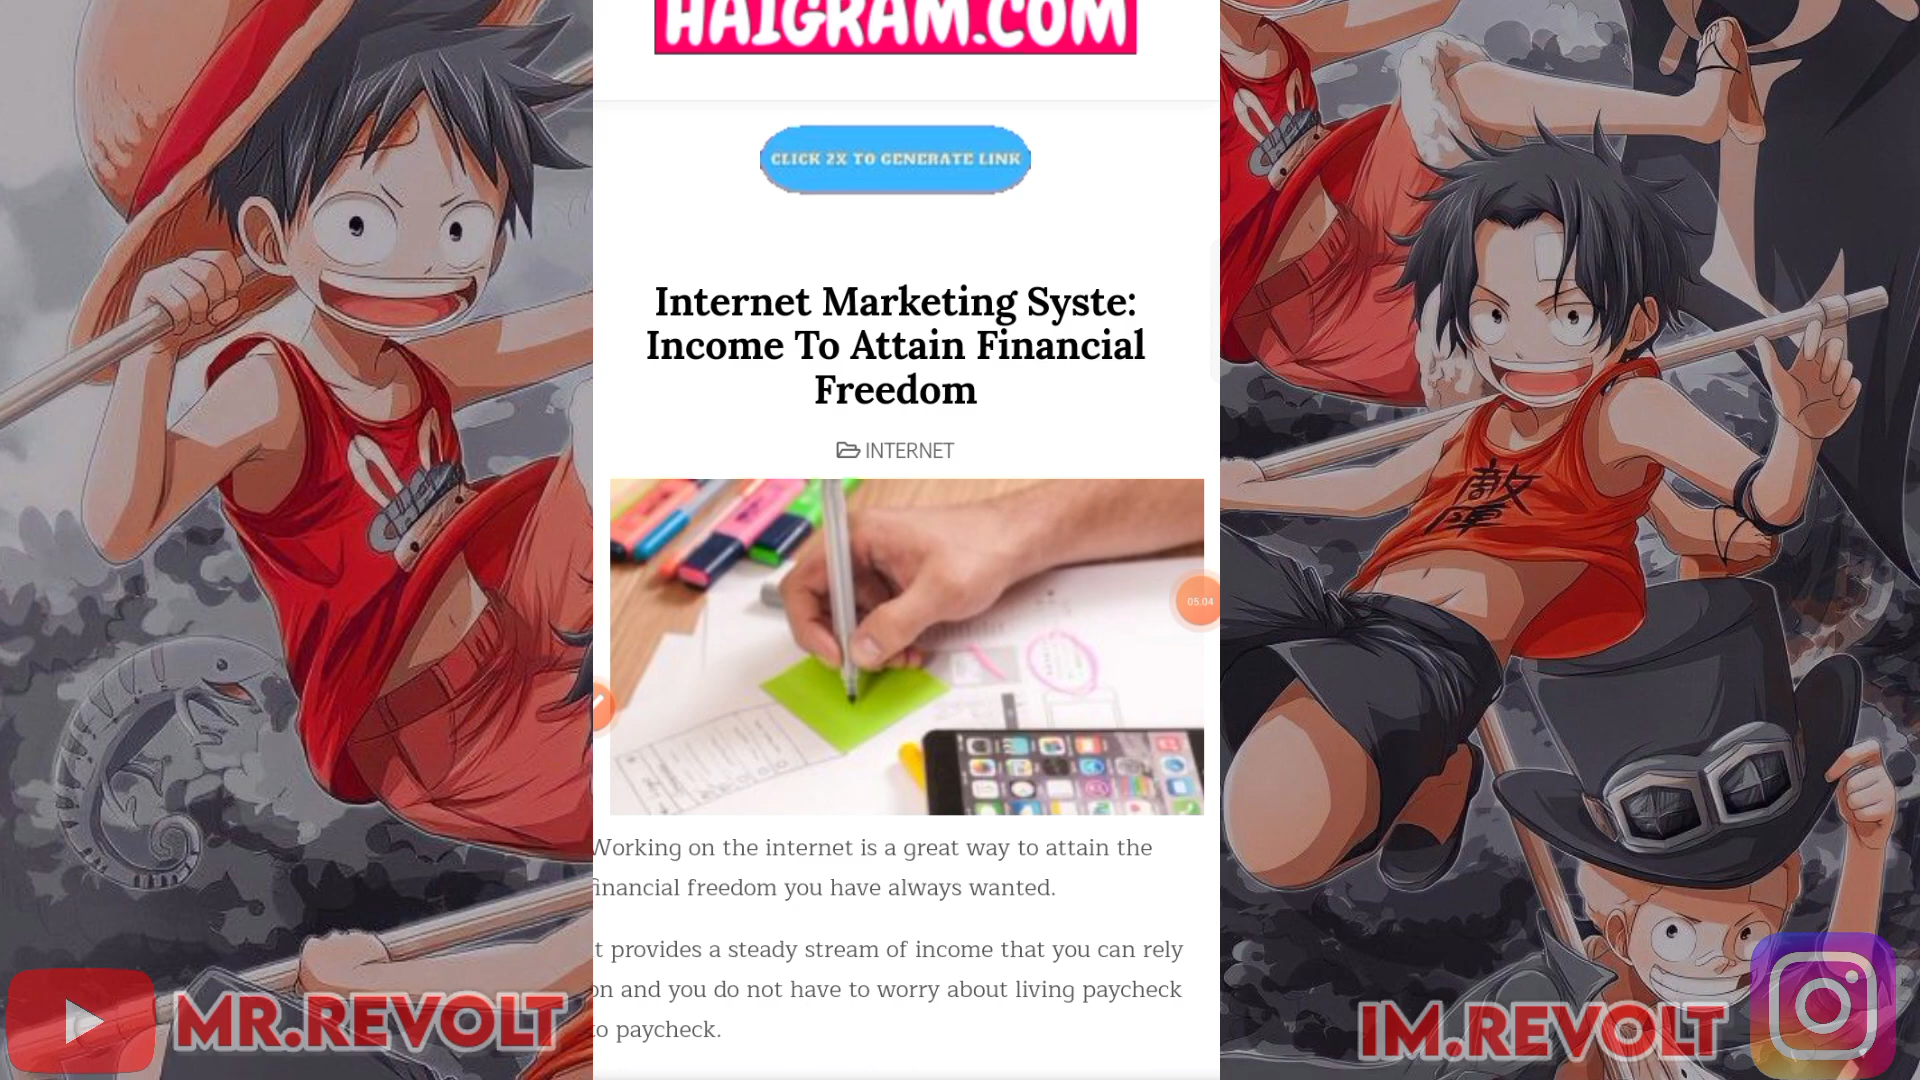 HAIGRAM.COM
CLICK 2X TO GENERATE LINK
Internet Marketing Syste:
Income To Attain Financial
Freedom
INTERNET
05.04
Working on the internet is a great way to attain the
financial freedom you have always wanted.
t provides a steady stream of income that you can rely
on and you do not have to worry about living paycheck
to paycheck.
MR.REVOLT
IM.REVOLT